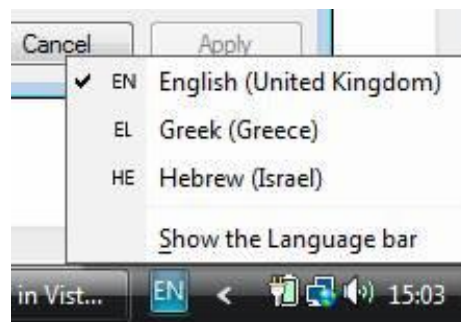 Cancel Apply
✔ EN English (United Kingdom)
EL Greek (Greece)
HE Hebrew (Israel)
Show the Language bar
in Vist... EN < 15:03